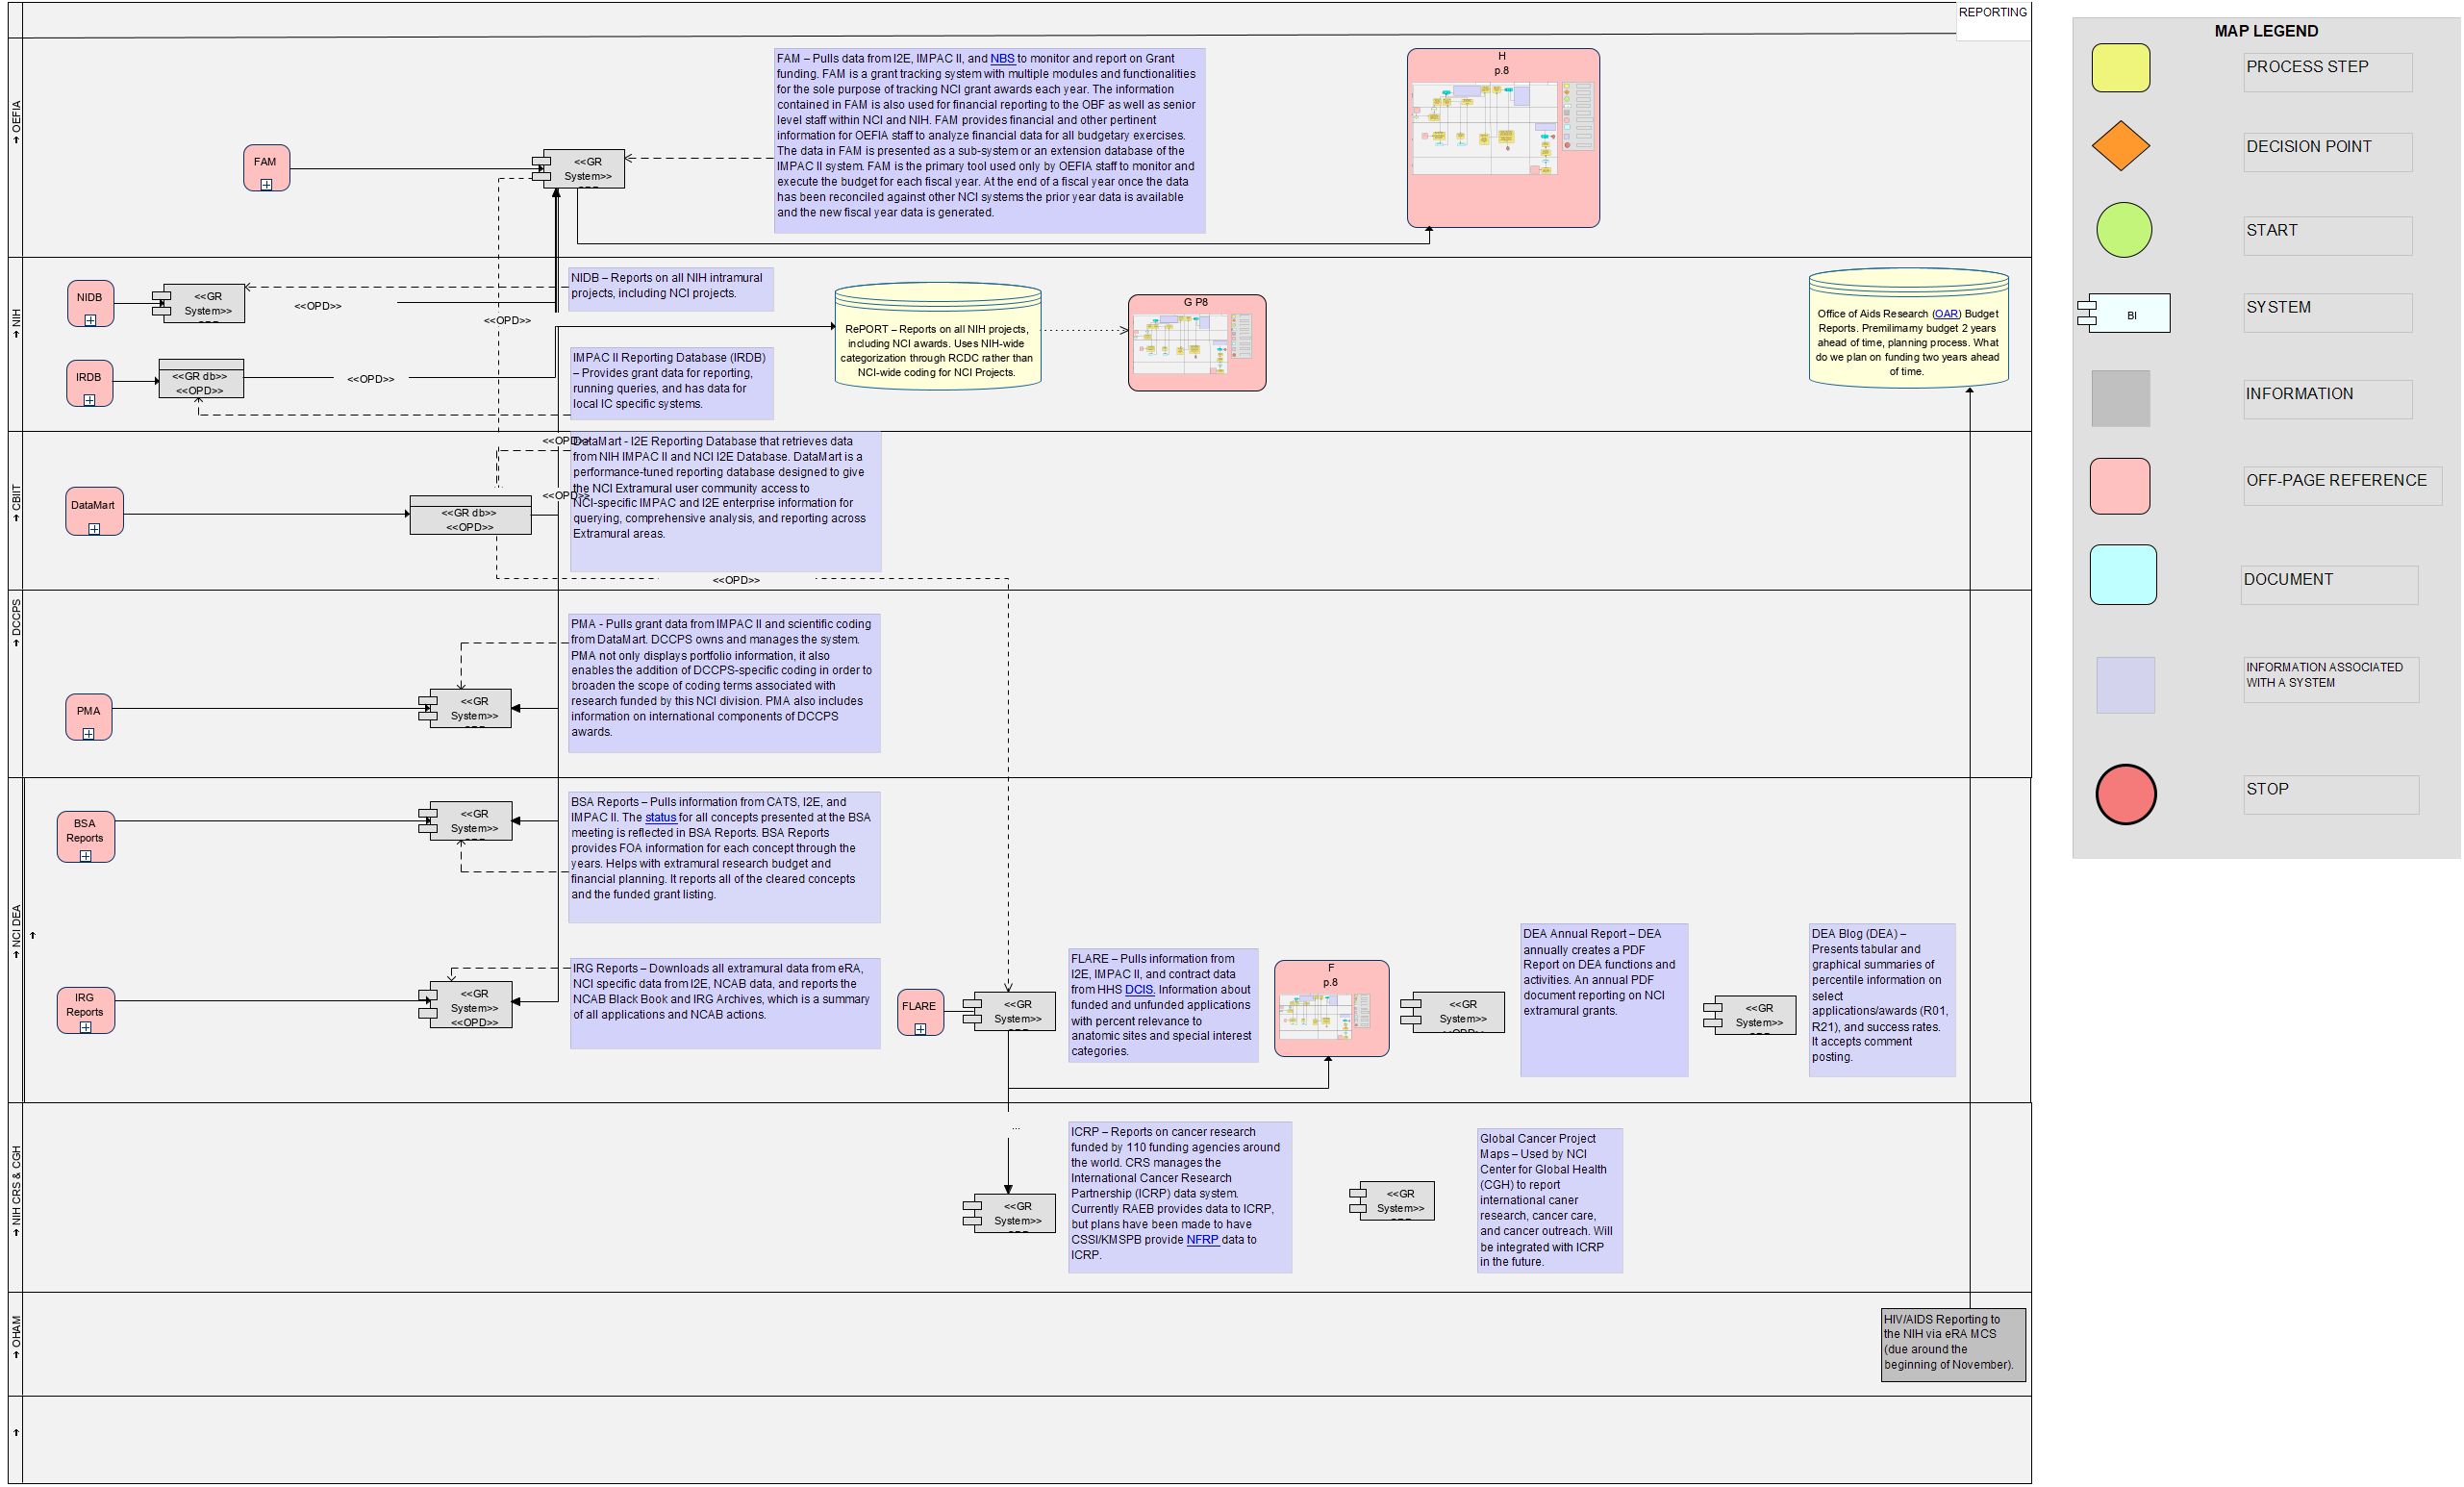 REPORTING
MAP LEGEND
PROCESS STEP
DECISION POINT
START
BI
SYSTEM
INFORMATION
OFF-PAGE REFERENCE
DOCUMENT
INFORMATION ASSOCIATED
WITH A SYSTEM
STOP
OEFIA
FAM
<<GR
System>>
FAM – Pulls data from I2E, IMPAC II, and NBS to monitor and report on Grant
funding. FAM is a grant tracking system with multiple modules and functionalities
for the sole purpose of tracking NCI grant awards each year. The information
contained in FAM is also used for financial reporting to the OBF as well as senior
level staff within NCI and NIH. FAM provides financial and other pertinent
information for OEFIA staff to analyze financial data for all budgetary exercises.
The data in FAM is presented as a sub-system or an extension database of the
IMPAC II system. FAM is the primary tool used only by OEFIA staff to monitor and
execute the budget for each fiscal year. At the end of a fiscal year once the data
has been reconciled against other NCI systems the prior year data is available
and the new fiscal year data is generated.
H
p.8
NIH
NIDB
<<GR
System>>
<<OPD>>
<<OPD>>
NIDB – Reports on all NIH intramural
projects, including NCI projects.
IRDB
<<GR db>>
<<OPD>>
<<OPD>>
IMPAC II Reporting Database (IRDB)
– Provides grant data for reporting,
running queries, and has data for
local IC specific systems.
RePORT – Reports on all NIH projects,
including NCI awards. Uses NIH-wide
categorization through RCDC rather than
NCI-wide coding for NCI Projects.
G P8
Office of Aids Research (OAR) Budget
Reports. Premilimarny budget 2 years
ahead of time, planning process. What
do we plan on funding two years ahead
of time.
CBIIT
DataMart
<<GR db>>
<<OPD>>
<<OPD>>
<<OPD>>
DataMart - I2E Reporting Database that retrieves data
from NIH IMPAC II and NCI I2E Database. DataMart is a
performance-tuned reporting database designed to give
the NCI Extramural user community access to
NCI-specific IMPAC and I2E enterprise information for
querying, comprehensive analysis, and reporting across
Extramural areas.
<<OPD>>
DCCPS
PMA
<<GR
System>>
PMA - Pulls grant data from IMPAC II and scientific coding
from DataMart. DCCPS owns and manages the system.
PMA not only displays portfolio information, it also
enables the addition of DCCPS-specific coding in order to
broaden the scope of coding terms associated with
research funded by this NCI division. PMA also includes
information on international components of DCCPS
awards.
NCI DEA
BSA
Reports
<<GR
System>>
BSA Reports – Pulls information from CATS, I2E, and
IMPAC II. The status for all concepts presented at the BSA
meeting is reflected in BSA Reports. BSA Reports
provides FOA information for each concept through the
years. Helps with extramural research budget and
financial planning. It reports all of the cleared concepts
and the funded grant listing.
IRG
Reports
<<GR
System>>
<<OPD>>
IRG Reports – Downloads all extramural data from eRA,
NCI specific data from I2E, NCAB data, and reports the
NCAB Black Book and IRG Archives, which is a summary
of all applications and NCAB actions.
FLARE
<<GR
System>>
FLARE – Pulls information from
I2E, IMPAC II, and contract data
from HHS DCIS. Information about
funded and unfunded applications
with percent relevance to
anatomic sites and special interest
categories.
F
p.8
<<GR
System>>
DEA Annual Report – DEA
annually creates a PDF
Report on DEA functions and
activities. An annual PDF
document reporting on NCI
extramural grants.
<<GR
System>>
DEA Blog (DEA) –
Presents tabular and
graphical summaries of
percentile information on
select
applications/awards (R01,
R21), and success rates.
It accepts comment
posting.
NIH CRS & CGH
...
<<GR
System>>
ICRP – Reports on cancer research
funded by 110 funding agencies around
the world. CRS manages the
International Cancer Research
Partnership (ICRP) data system.
Currently RAEB provides data to ICRP,
but plans have been made to have
CSSI/KMSPB provide NFRP data to
ICRP.
<<GR
System>>
Global Cancer Project
Maps – Used by NCI
Center for Global Health
(CGH) to report
international caner
research, cancer care,
and cancer outreach. Will
be integrated with ICRP
in the future.
OHAM
HIV/AIDS Reporting to
the NIH via eRA MCS
(due around the
beginning of November).